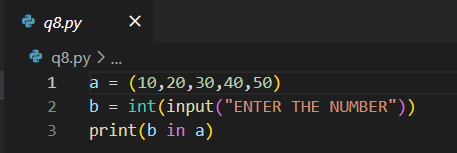 q8.py ×
q8.py > ...
1 a = (10,20,30,40,50)
2 b = int(input("ENTER THE NUMBER"))
3 print(b in a)